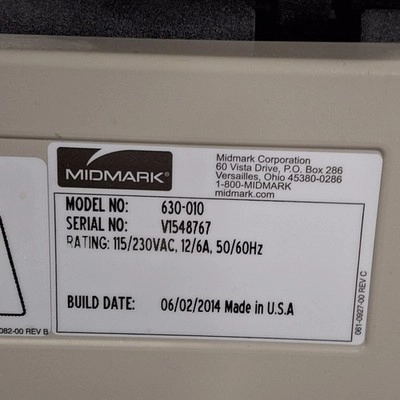 MIDMARK®
Midmark Corporation
60 Vista Drive, P.O. Box 286
Versailles, Ohio 45380-0286
1-800-MIDMARK
midmark.com
MODEL NO: 630-010
SERIAL NO: V1548767
RATING: 115/230VAC, 12/6A, 50/60Hz
BUILD DATE: 06/02/2014 Made in U.S.A
061-0927-00 REV C
082-00 REV B